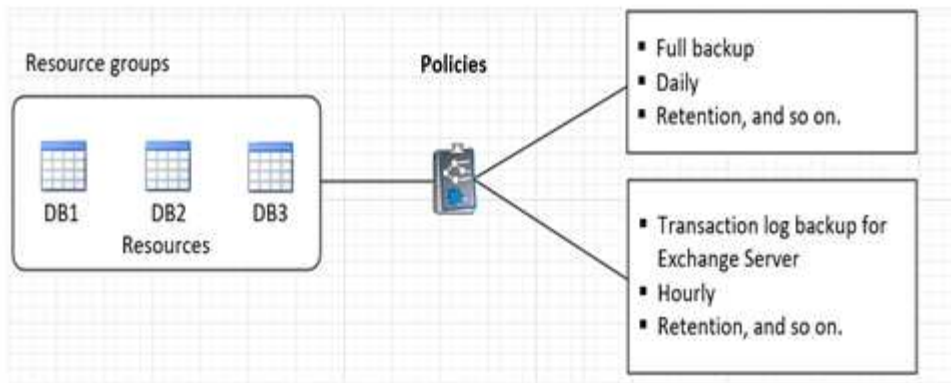 Resource groups
DB1
DB2
DB3
Resources
Policies
▪ Full backup
▪ Daily
▪ Retention, and so on.
▪ Transaction log backup for
Exchange Server
▪ Hourly
▪ Retention, and so on.